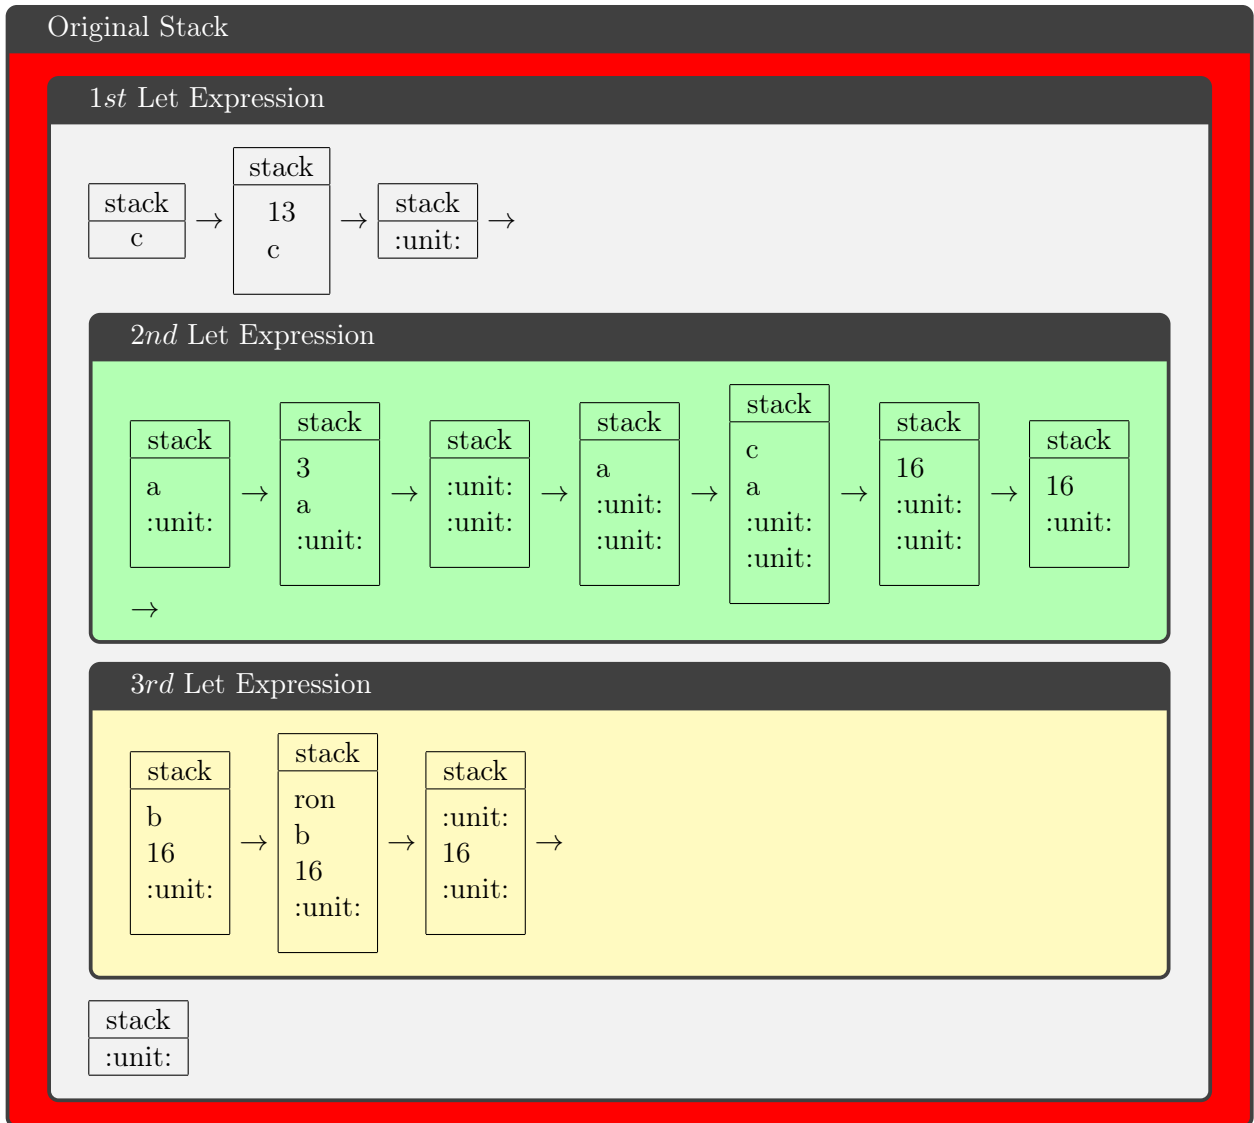 Original Stack
1st Let Expression
stack
c
→
stack
13
c
→
stack
:unit:
→
2nd Let Expression
stack
a
:unit:
→
stack
3
a
:unit:
→
stack
:unit:
:unit:
→
stack
a
:unit:
:unit:
→
stack
c
a
:unit:
:unit:
→
stack
16
:unit:
:unit:
→
stack
16
:unit:
→
3rd Let Expression
stack
b
16
:unit:
→
stack
ron
b
16
:unit:
→
stack
:unit:
16
:unit:
→
stack
:unit: